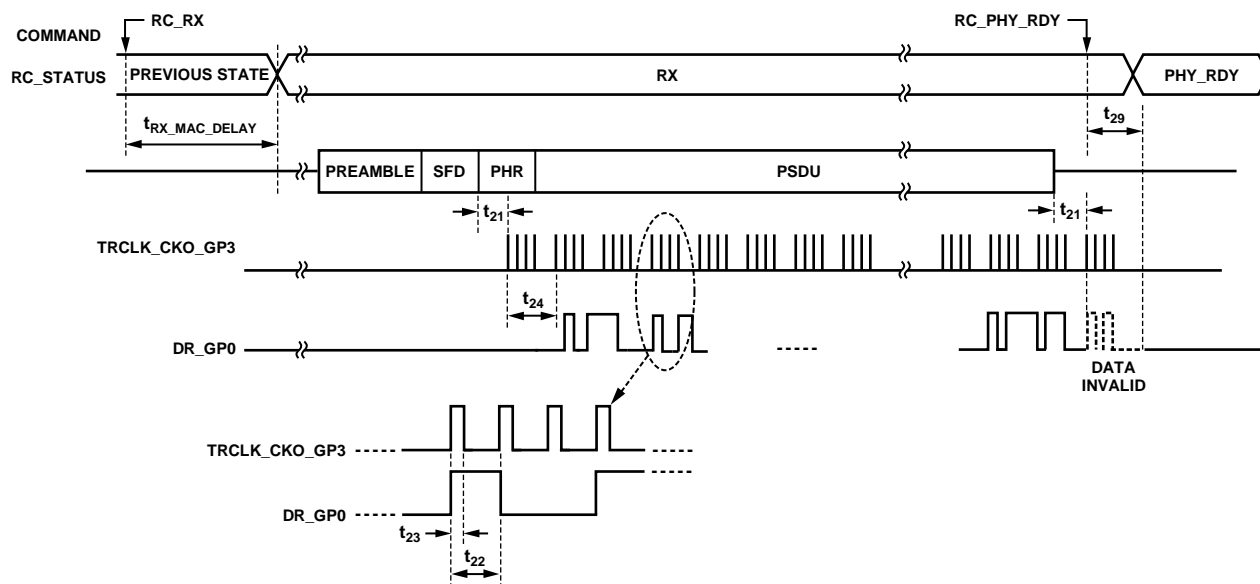 RC_RX
RC_PHY_RDY
COMMAND
RC_STATUS
PREVIOUS STATE
RX
PHY_RDY
tRX_MAC_DELAY
t29
PREAMBLE
SFD
PHR
PSDU
t21
t21
TRCLK_CKO_GP3
t24
DR_GP0
DATA
INVALID
TRCLK_CKO_GP3
DR_GP0
t23
t22